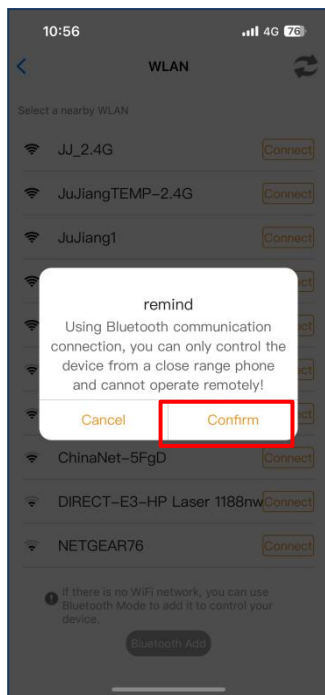 10:56
4G 76
WLAN
Select a nearby WLAN
JJ_2.4G Connect
JuJiangTEMP-2.4G Connect
JuJiang1 Connect
remind
Using Bluetooth communication
connection, you can only control the
device from a close range phone
and cannot operate remotely!
Cancel Confirm
ChinaNet-5FgD Connect
DIRECT-E3-HP Laser 1188nw Connect
NETGEAR76 Connect
If there is no WiFi network, you can use
Bluetooth Mode to add it to control your
device.
Bluetooth Add